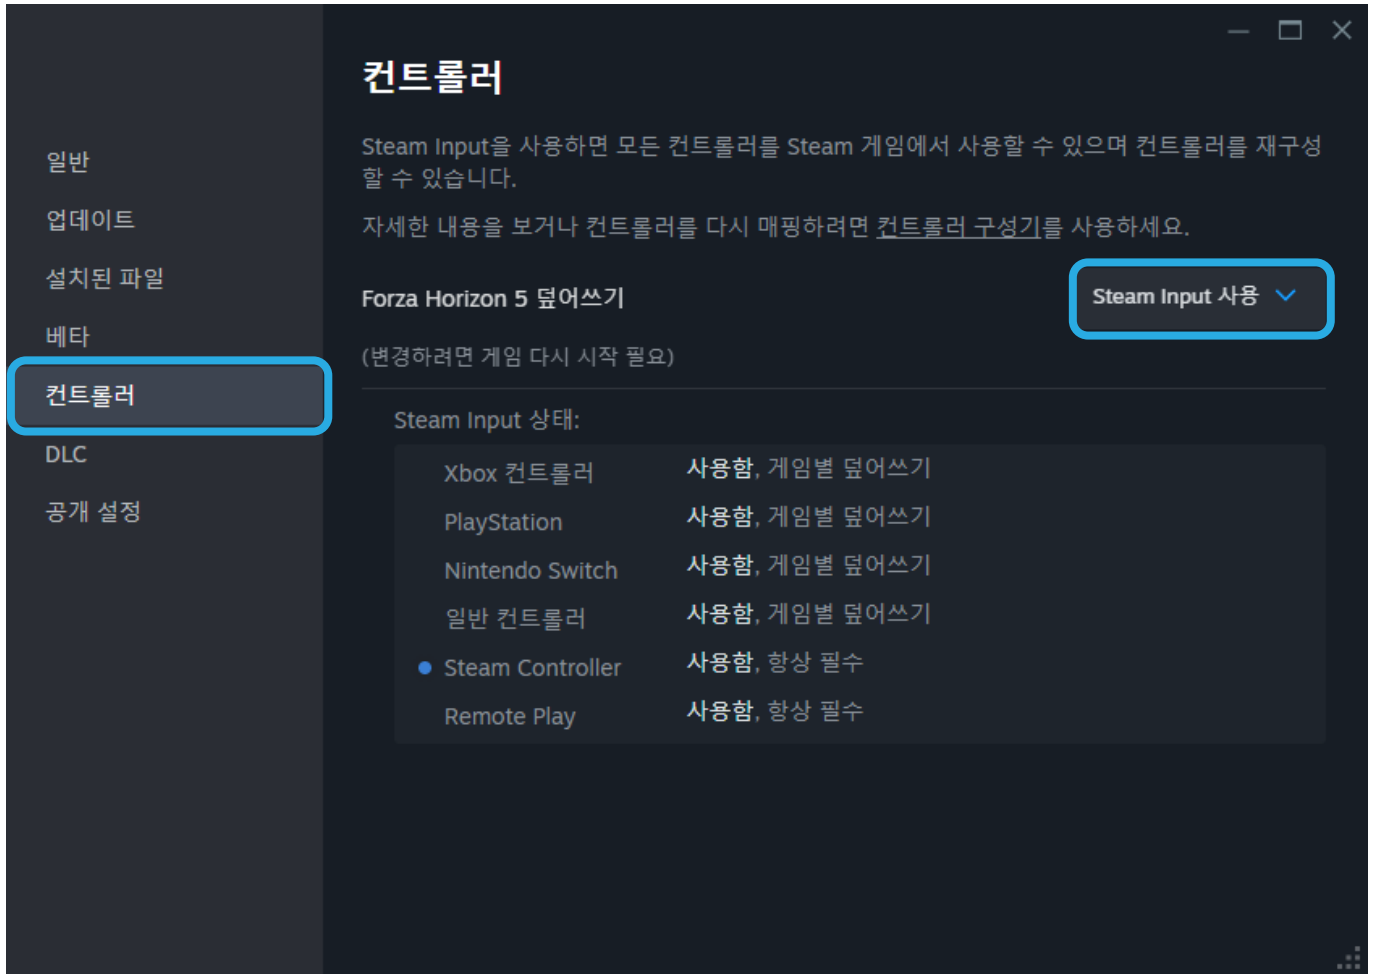 컨트롤러
Steam Input을 사용하면 모든 컨트롤러를 Steam 게임에서 사용할 수 있으며 컨트롤러를 재구성
할 수 있습니다.
자세한 내용을 보거나 컨트롤러를 다시 매핑하려면 컨트롤러 구성기를 사용하세요.
일반
업데이트
설치된 파일
베타
컨트롤러
DLC
공개 설정
Forza Horizon 5 덮어쓰기
Steam Input 사용
(변경하려면 게임 다시 시작 필요)
Steam Input 상태:
Xbox 컨트롤러 사용함, 게임별 덮어쓰기
PlayStation 사용함, 게임별 덮어쓰기
Nintendo Switch 사용함, 게임별 덮어쓰기
일반 컨트롤러 사용함, 게임별 덮어쓰기
Steam Controller 사용함, 항상 필수
Remote Play 사용함, 항상 필수